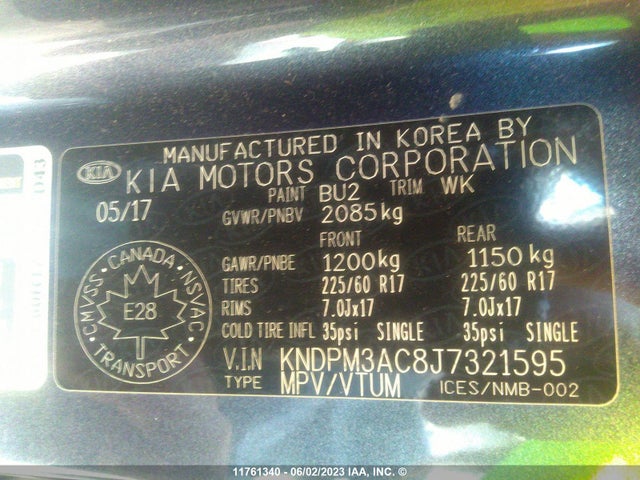 MANUFACTURED IN KOREA BY
KIA KIA MOTORS CORPORATION
05/17 PAINT BU2 TRIM WK
GVWR/PNBV 2085kg
FRONT REAR
GAWR/PNBE 1200kg 1150kg
TIRES 225/60 R17 225/60 R17
RIMS 7.0Jx17 7.0Jx17
COLD TIRE INFL 35psi SINGLE 35psi SINGLE
V.I.N KNDPM3AC8J7321595
TYPE MPV/VTUM ICES/NMB-002
CMVSS · CANADA · NSVAC
E28
TRANSPORT
D43
11761340 - 06/02/2023 IAA, INC. ©